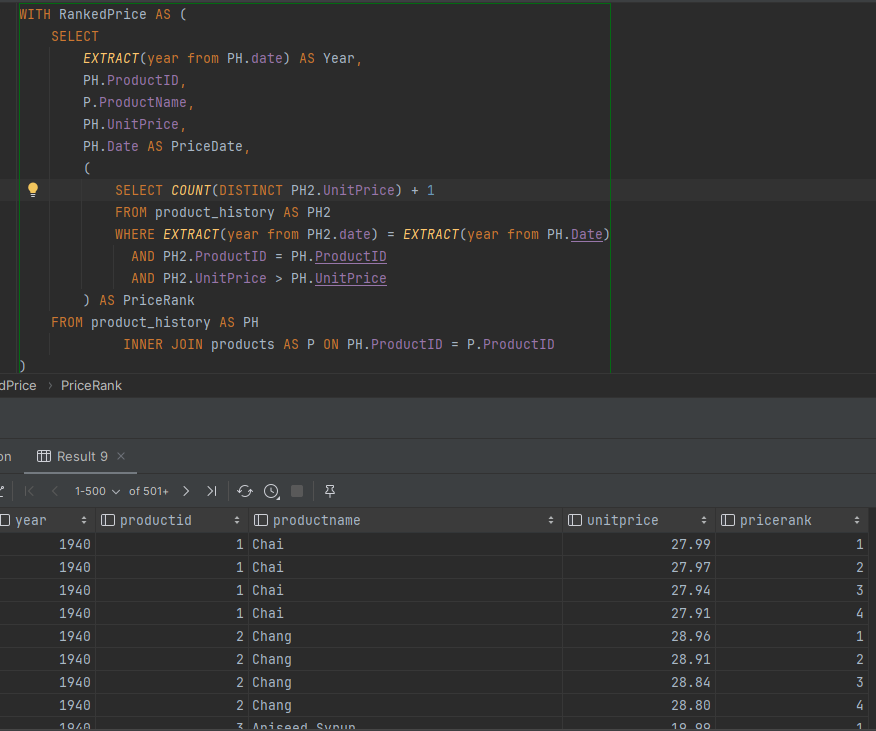 WITH RankedPrice AS (
SELECT
EXTRACT(year from PH.date) AS Year,
PH.ProductID,
P.ProductName,
PH.UnitPrice,
PH.Date AS PriceDate,
(
SELECT COUNT(DISTINCT PH2.UnitPrice) + 1
FROM product_history AS PH2
WHERE EXTRACT(year from PH2.date) = EXTRACT(year from PH.Date)
AND PH2.ProductID = PH.ProductID
AND PH2.UnitPrice > PH.UnitPrice
) AS PriceRank
FROM product_history AS PH
INNER JOIN products AS P ON PH.ProductID = P.ProductID
)
dPrice › PriceRank
on Result 9 ×
1-500 of 501+
year productid productname unitprice pricerank
1940 1 Chai 27.99 1
1940 1 Chai 27.97 2
1940 1 Chai 27.94 3
1940 1 Chai 27.91 4
1940 2 Chang 28.96 1
1940 2 Chang 28.91 2
1940 2 Chang 28.84 3
1940 2 Chang 28.80 4
1940 3 Aniseed Syrup 19.99 1